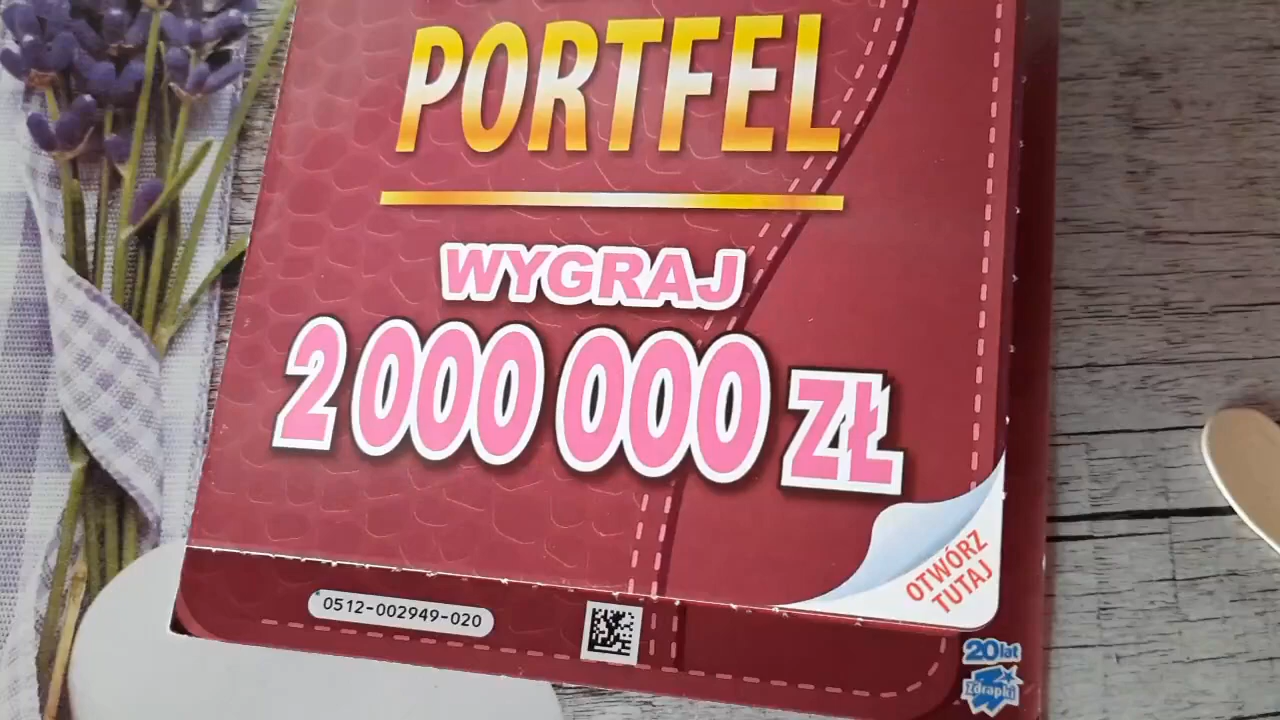 PORTFEL
WYGRAJ
2 000 000 ZŁ
OTWÓRZ
TUTAJ
0512-002949-020
20 lat
Zdrapki